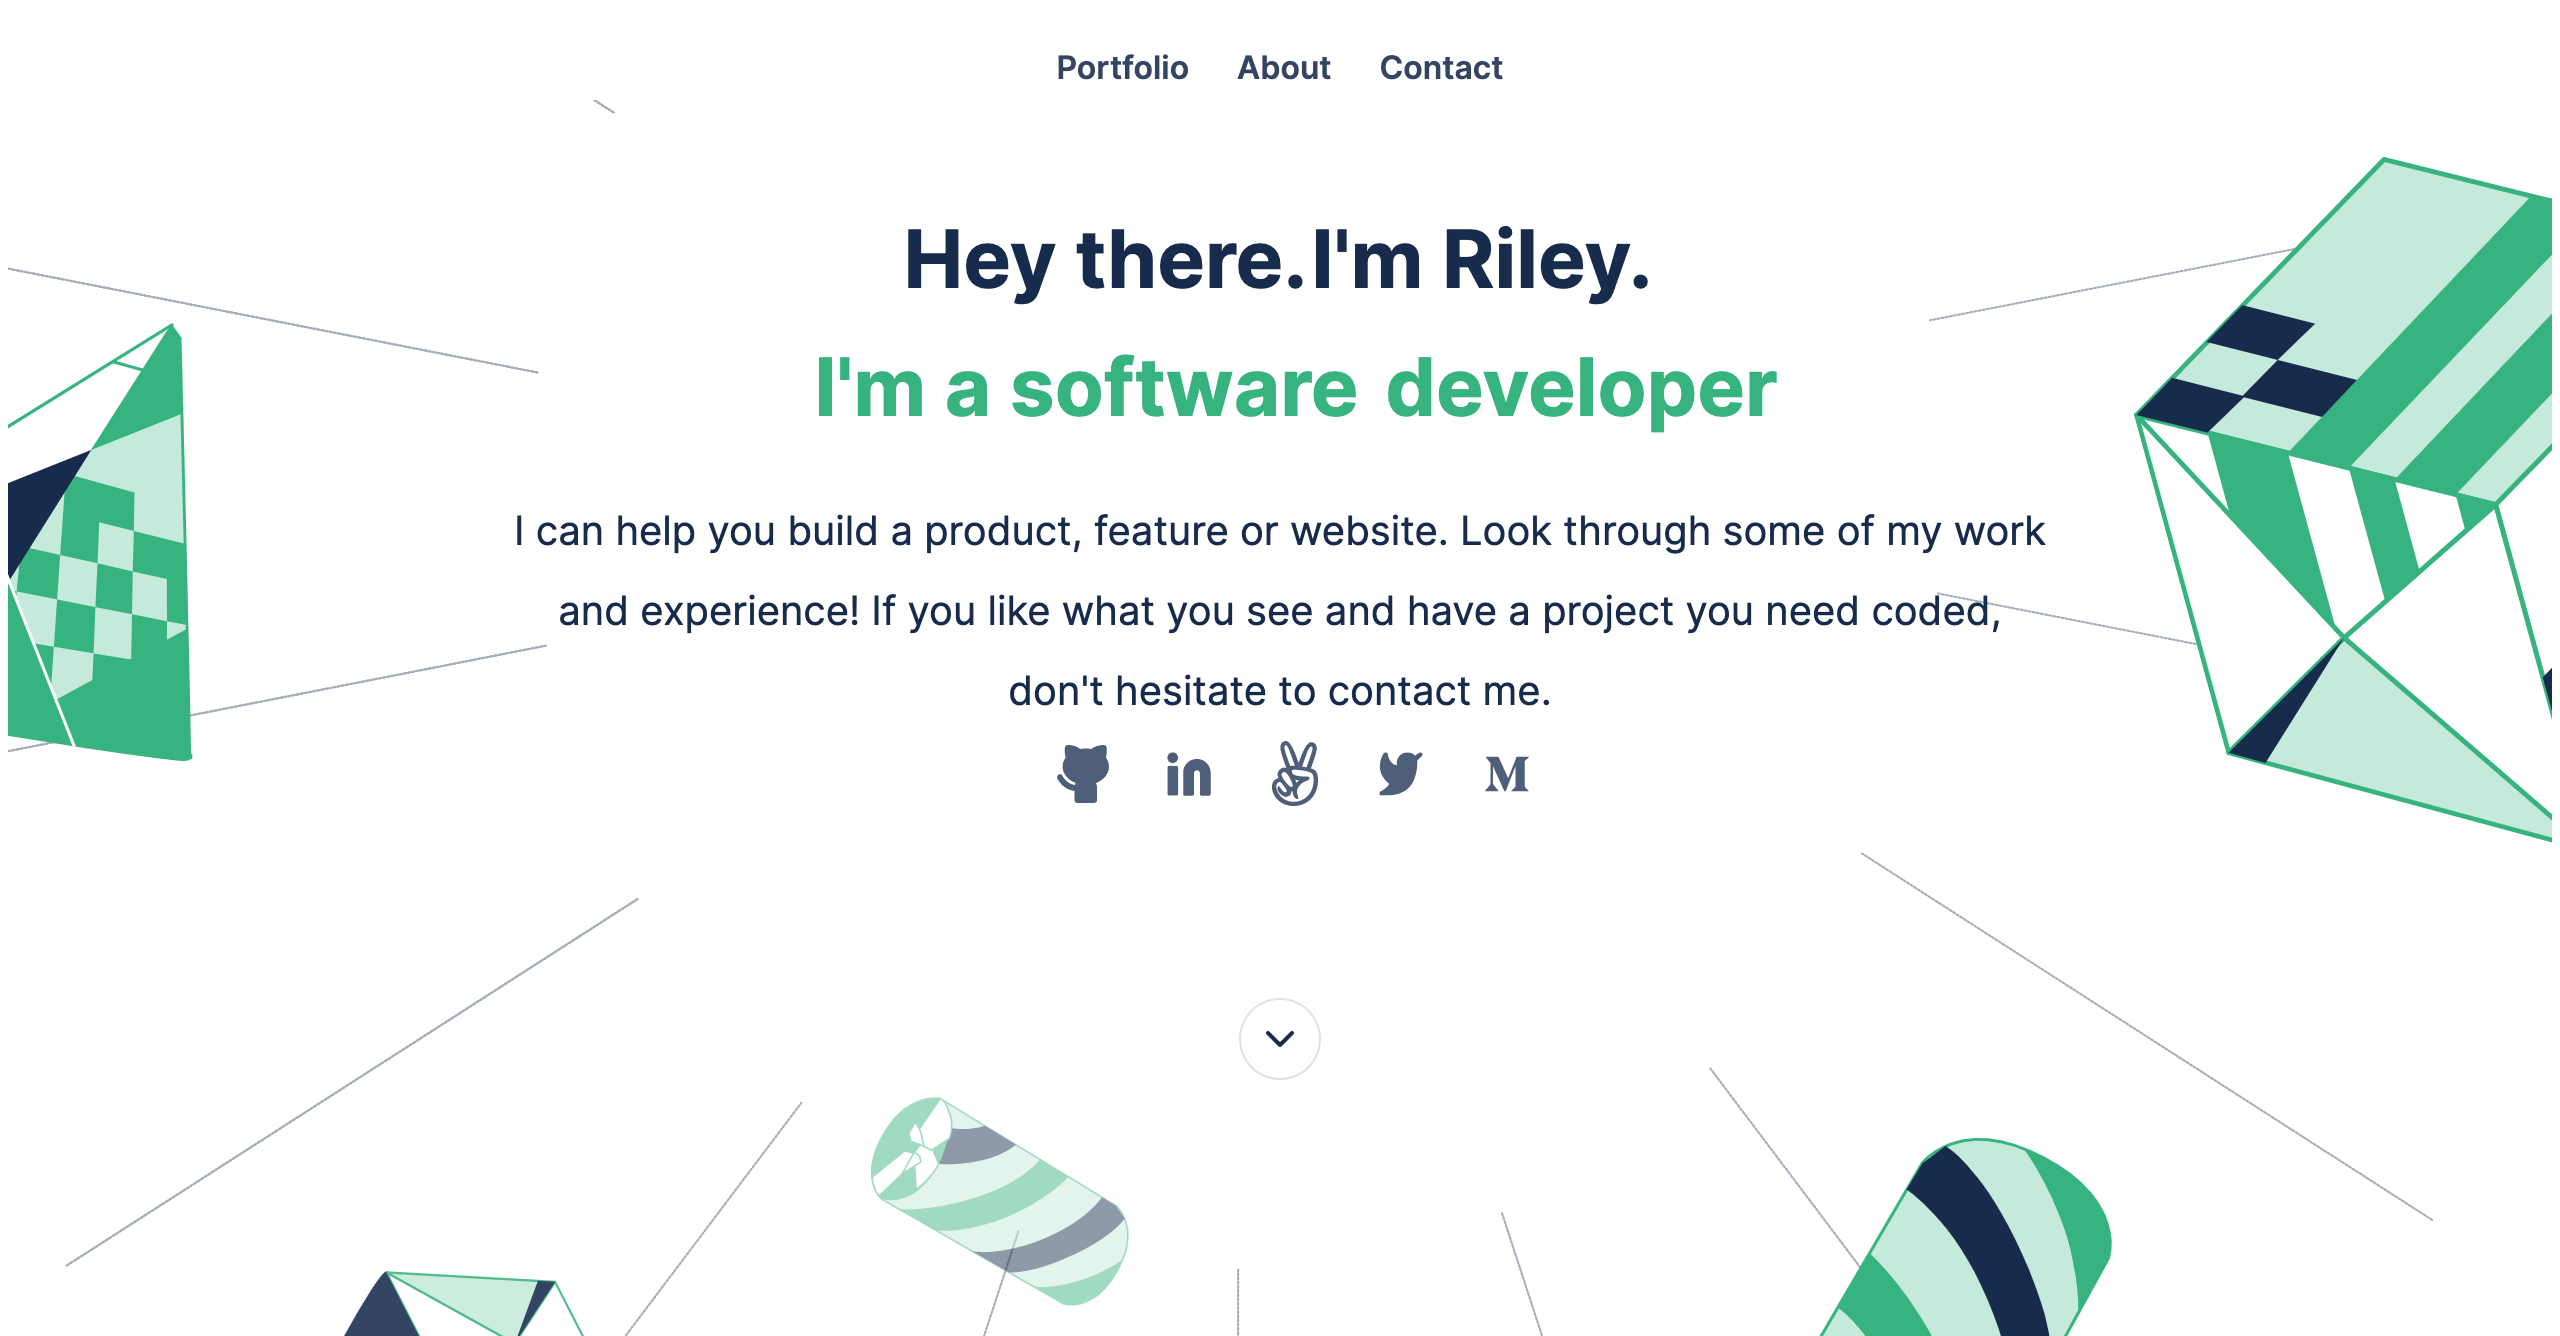 Portfolio About Contact
Hey there. I'm Riley.
I'm a software developer
I can help you build a product, feature or website. Look through some of my work
and experience! If you like what you see and have a project you need coded,
don't hesitate to contact me.